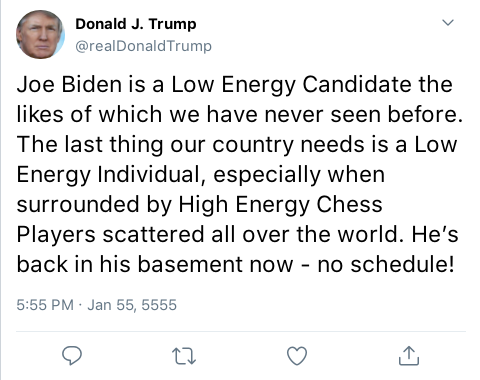 Donald J. Trump
@realDonaldTrump
Joe Biden is a Low Energy Candidate the
likes of which we have never seen before.
The last thing our country needs is a Low
Energy Individual, especially when
surrounded by High Energy Chess
Players scattered all over the world. He’s
back in his basement now - no schedule!
5:55 PM · Jan 55, 5555